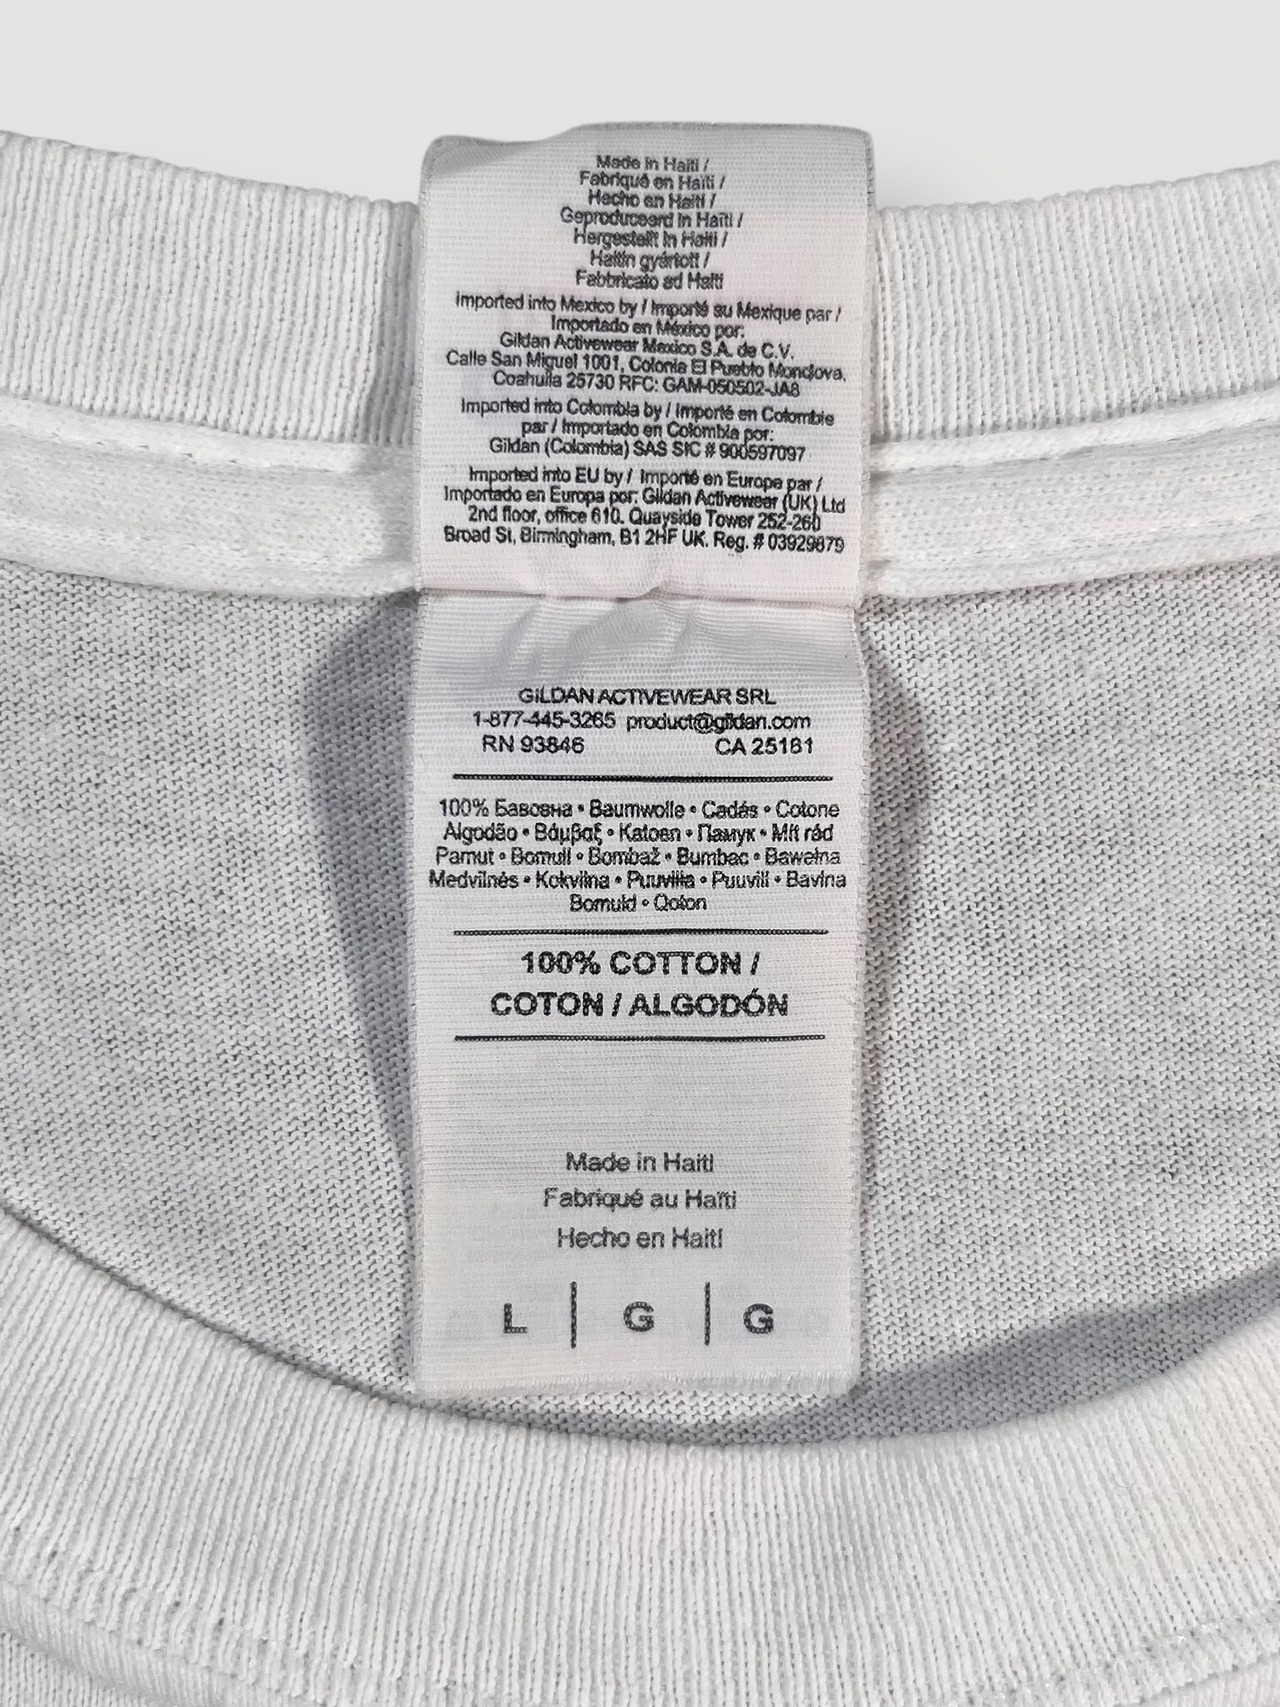 Made in Haiti /
Fabriqué en Haïti /
Hecho en Haití /
Geproduceerd in Haïti /
Hergestellt in Haiti /
Haitin gyártott /
Fabbricato ad Haiti
Imported into Mexico by / Importé au Mexique par /
Importado en México por:
Gildan Activewear Mexico S.A. de C.V.
Calle San Miguel 1001, Colonia El Pueblo Monclova,
Coahuila 25730 RFC: GAM-050502-JA8
Imported into Colombia by / Importé en Colombie
par / Importado en Colombia por:
Gildan (Colombia) SAS SIC # 900597097
Imported into EU by / Importé en Europe par /
Importado en Europa por: Gildan Activewear (UK) Ltd
2nd floor, office 610. Quayside Tower 252-260
Broad St, Birmingham, B1 2HF UK. Reg. # 03929879
GILDAN ACTIVEWEAR SRL
1-877-445-3265 product@gildan.com
RN 93846 CA 25181
100% Бавовна • Baumwolle • Cadás • Cotone
Algodão • Βάμβαξ • Katoen • Памук • Mít rád
Pamut • Bomull • Bombaž • Bumbac • Bawełna
Medvilnės • Kokvilna • Puuvilla • Puuvill • Bavlna
Bomuld • Qoton
100% COTTON /
COTON / ALGODÓN
Made in Haiti
Fabriqué au Haïti
Hecho en Haití
L | G | G